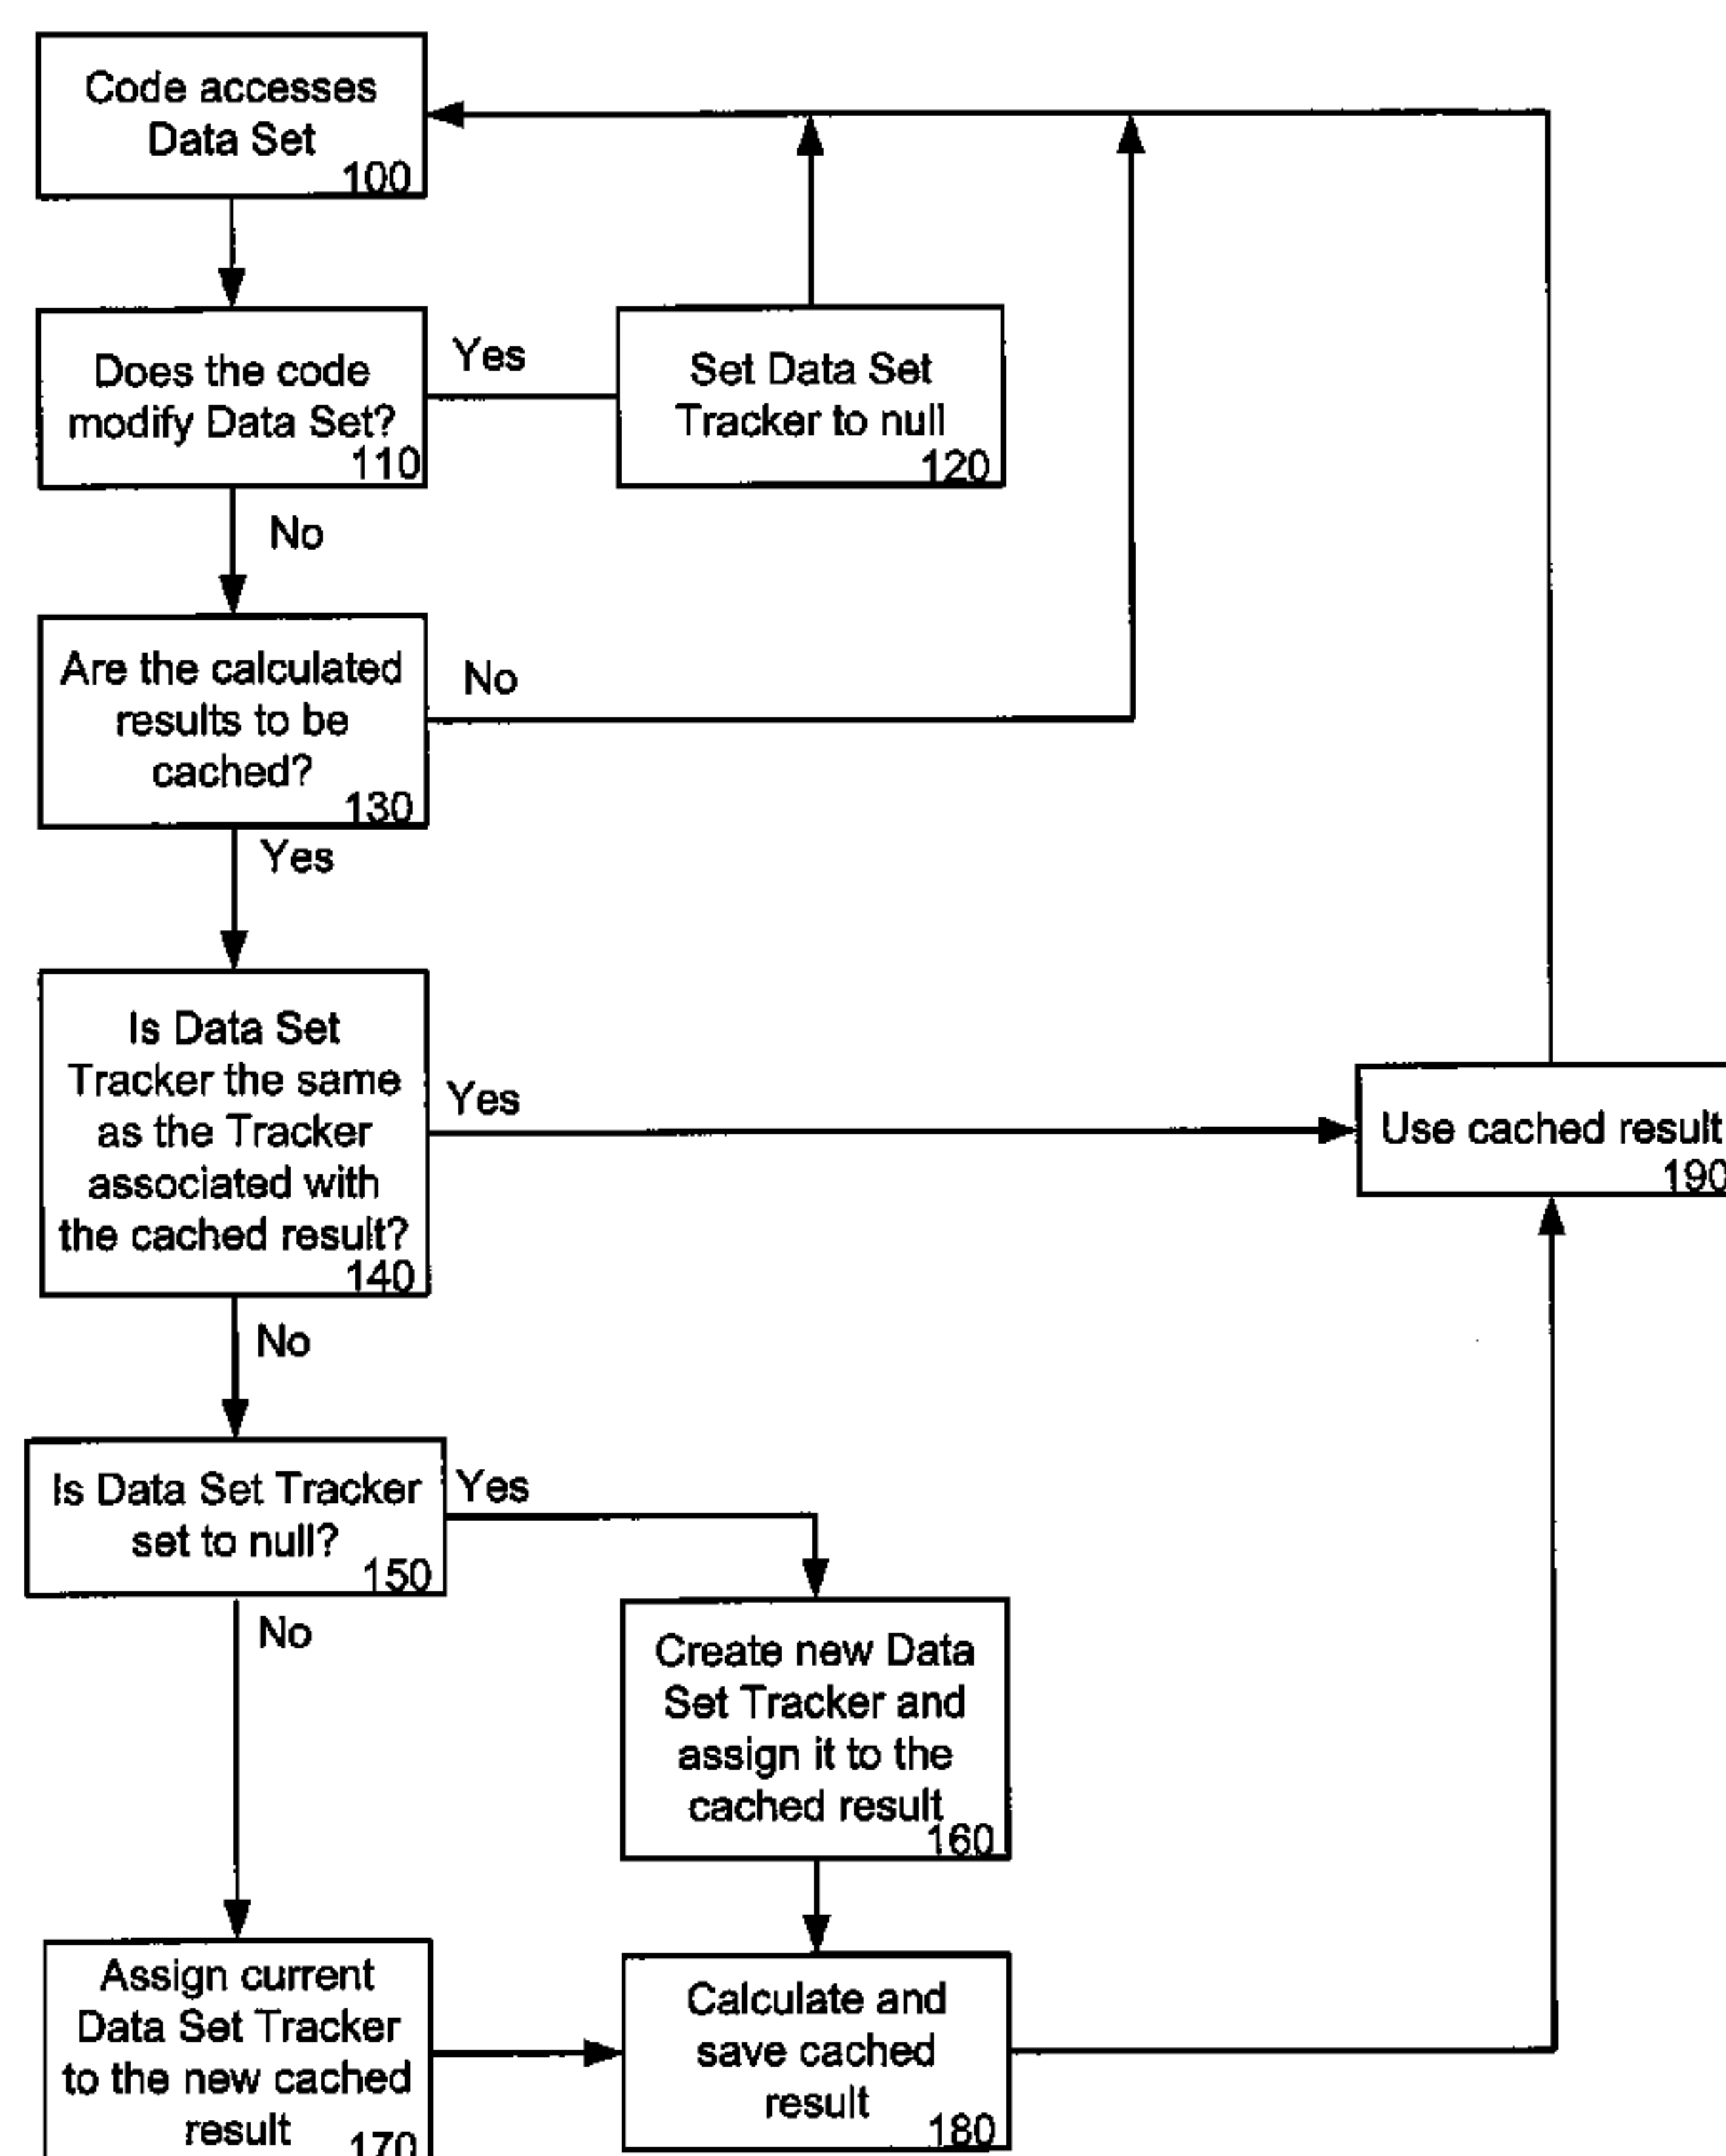 Code accesses
Data Set
100
Does the code
modify Data Set?
110
Yes
Set Data Set
Tracker to null
120
No
Are the calculated
results to be
cached?
130
No
Yes
Is Data Set
Tracker the same
as the Tracker
associated with
the cached result?
140
Yes
Use cached result
190
No
Is Data Set Tracker
set to null?
150
Yes
No
Create new Data
Set Tracker and
assign it to the
cached result
160
Assign current
Data Set Tracker
to the new cached
result
170
Calculate and
save cached
result
180